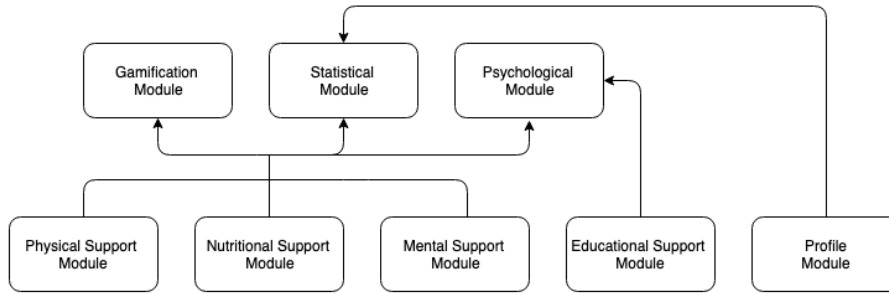 Gamification
Module
Statistical
Module
Psychological
Module
Physical Support
Module
Nutritional Support
Module
Mental Support
Module
Educational Support
Module
Profile
Module